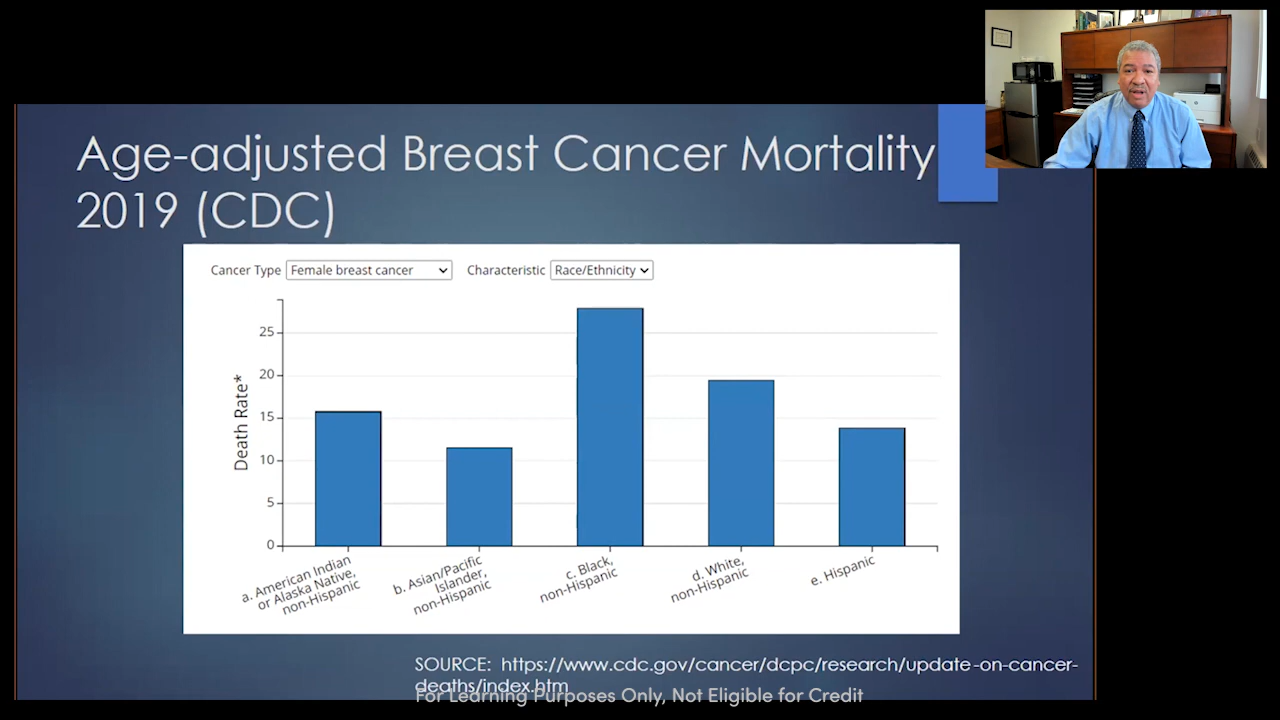 Age-adjusted Breast Cancer Mortality
2019 (CDC)
Cancer Type Female breast cancer Characteristic Race/Ethnicity
Death Rate*
25
20
15
10
5
0
a. American Indian
or Alaska Native,
non-Hispanic
b. Asian/Pacific
Islander,
non-Hispanic
c. Black,
non-Hispanic
d. White,
non-Hispanic
e. Hispanic
SOURCE: https://www.cdc.gov/cancer/dcpc/research/update-on-cancer-
deaths/index.htm
For Learning Purposes Only, Not Eligible for Credit